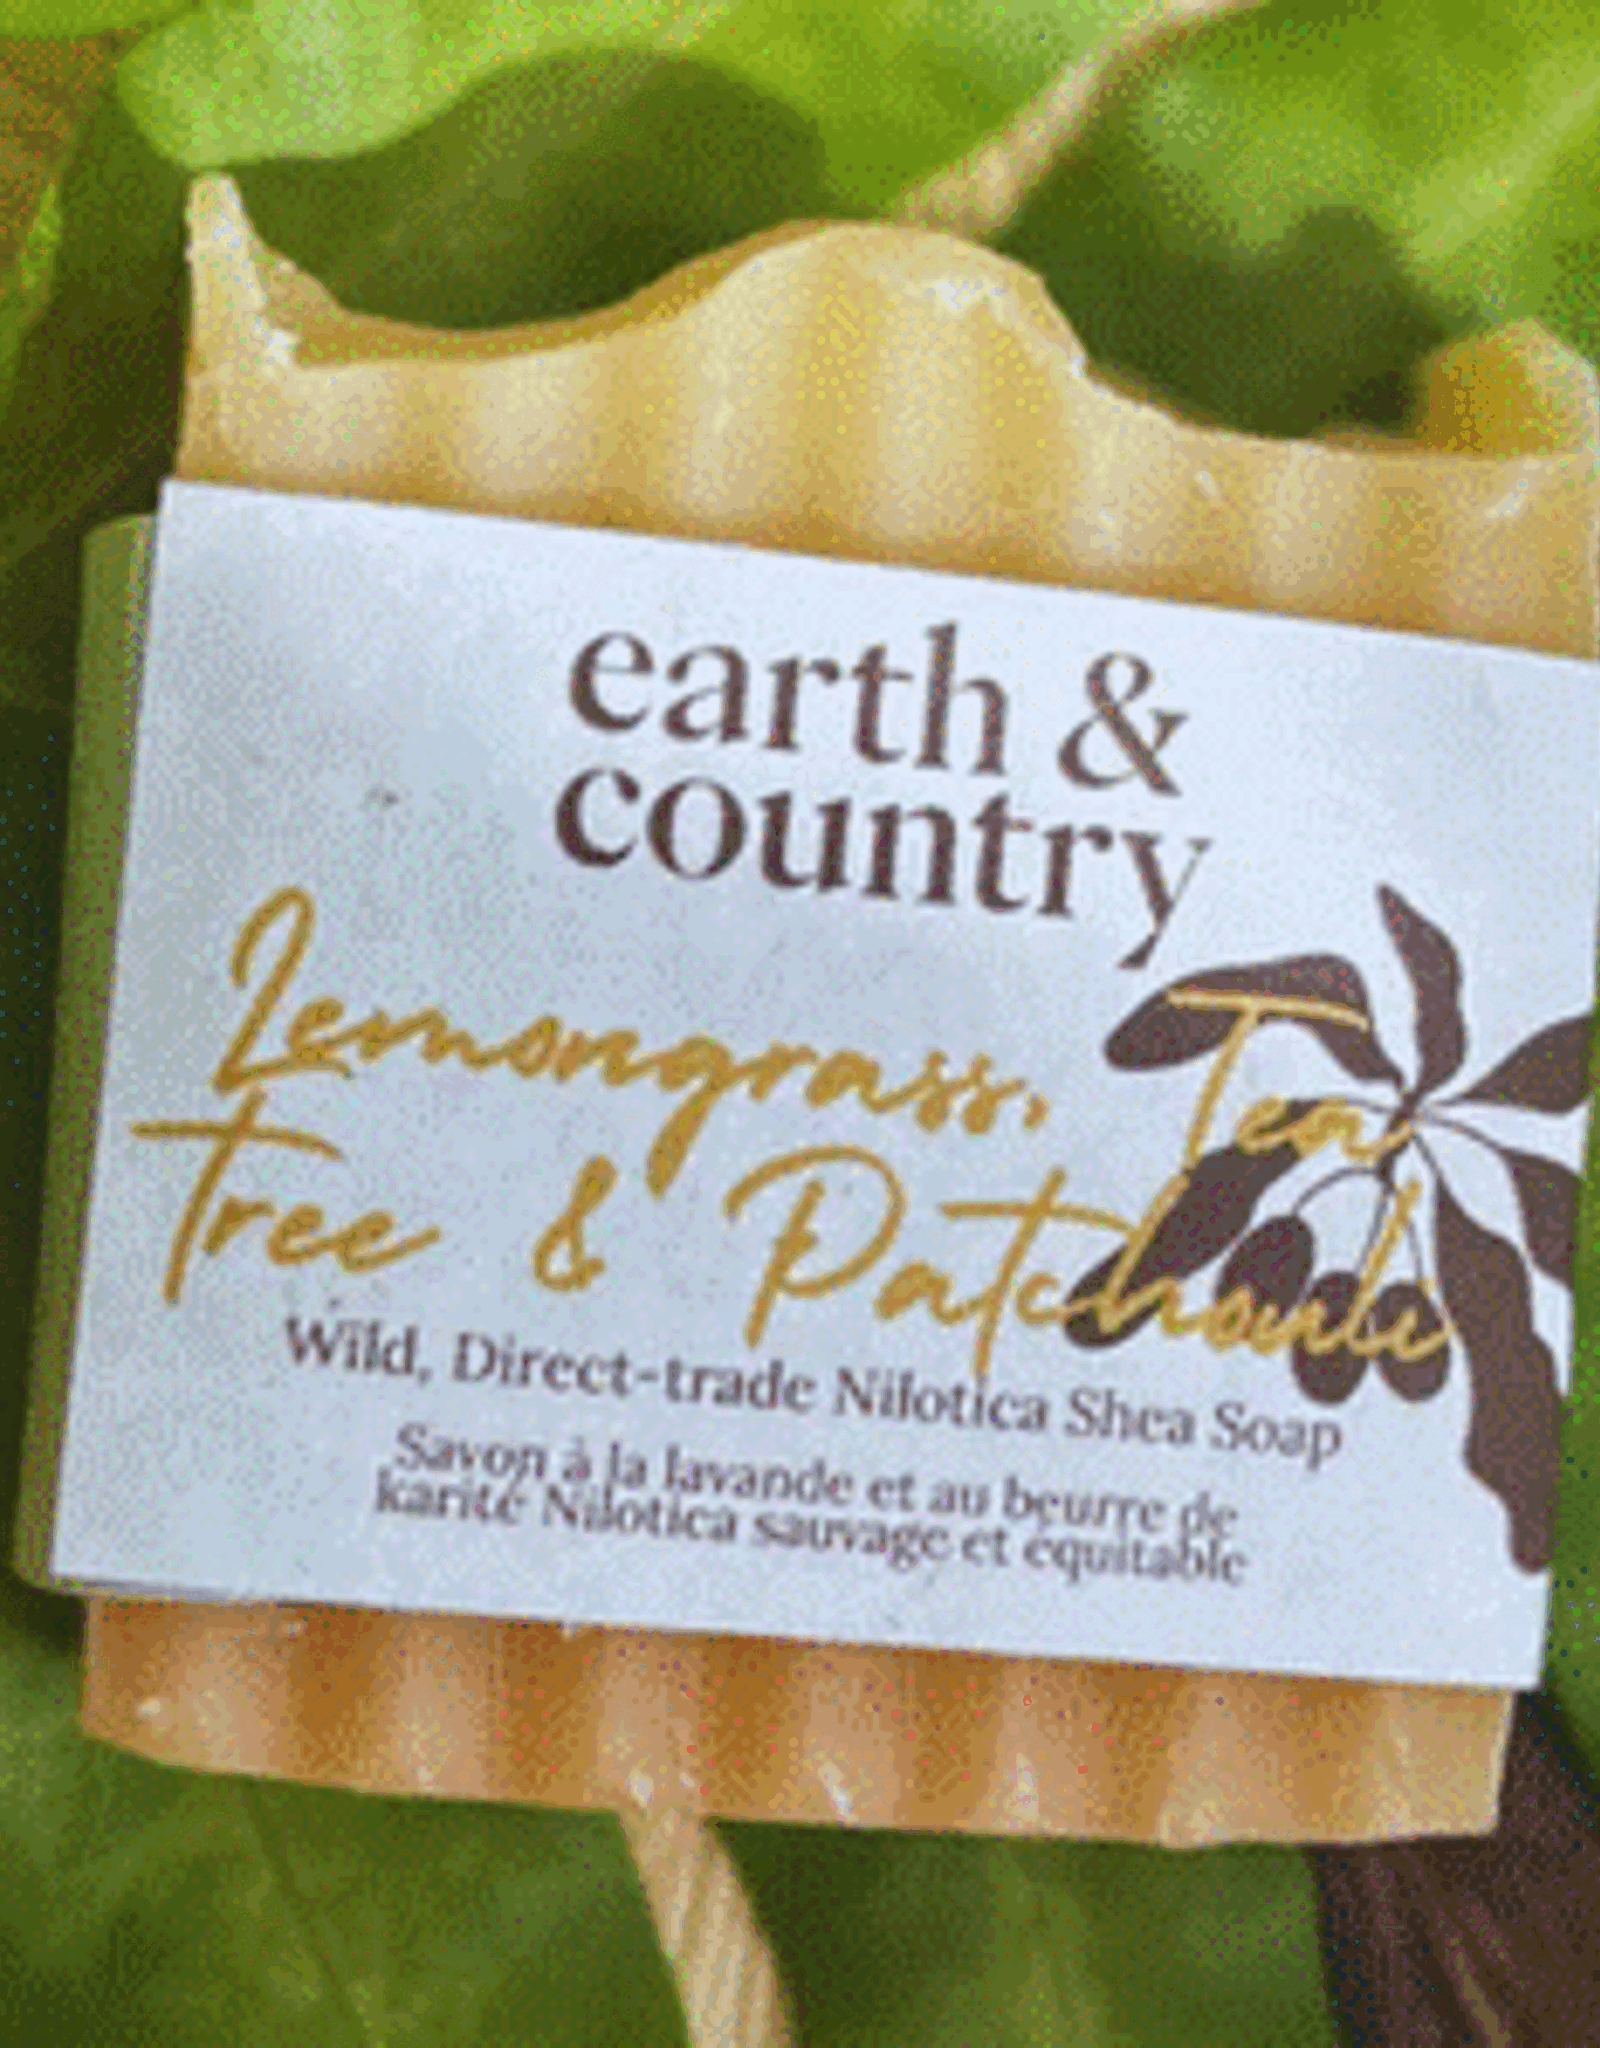 earth &
country
Lemongrass, Tea
Tree & Patchouli
Wild, Direct-trade Nilotica Shea Soap
Savon à la lavande et au beurre de
karité Nilotica sauvage et équitable